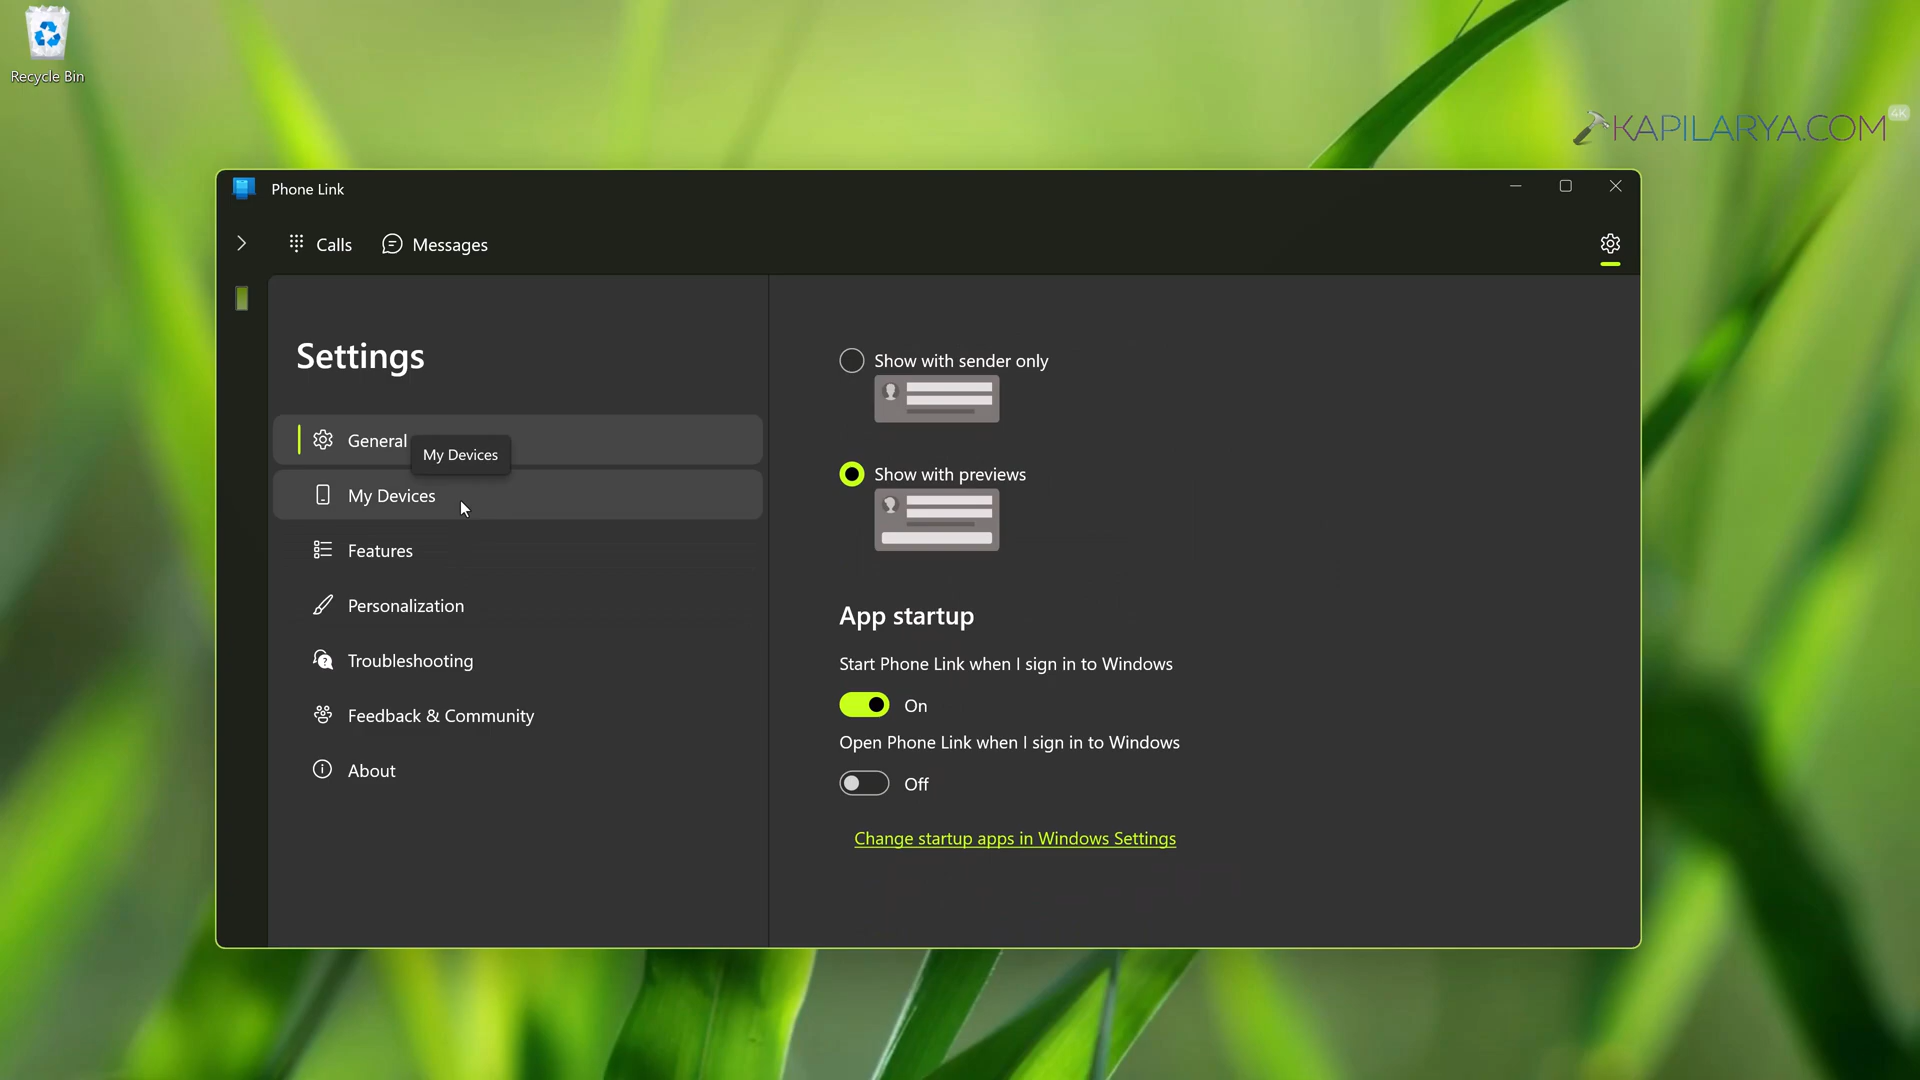 Recycle Bin
4K
KAPILARYA.COM
Phone Link
Calls
Messages
Settings
General
My Devices
My Devices
Features
Personalization
Troubleshooting
Feedback & Community
About
Show with sender only
Show with previews
App startup
Start Phone Link when I sign in to Windows
On
Open Phone Link when I sign in to Windows
Off
Change startup apps in Windows Settings